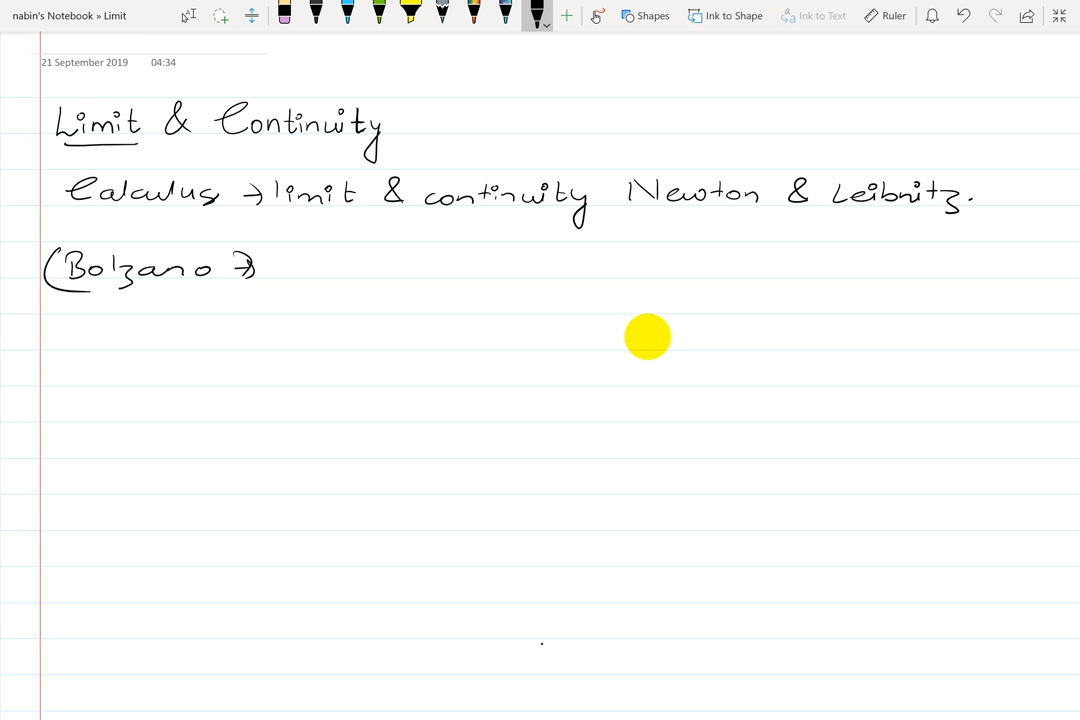 nabin's Notebook » Limit Shapes Ink to Shape Ink to Text Ruler
21 September 2019 04:34
Limit & Continuity
Calculus → limit & continuity Newton & Leibnitz.
(Bolzano →